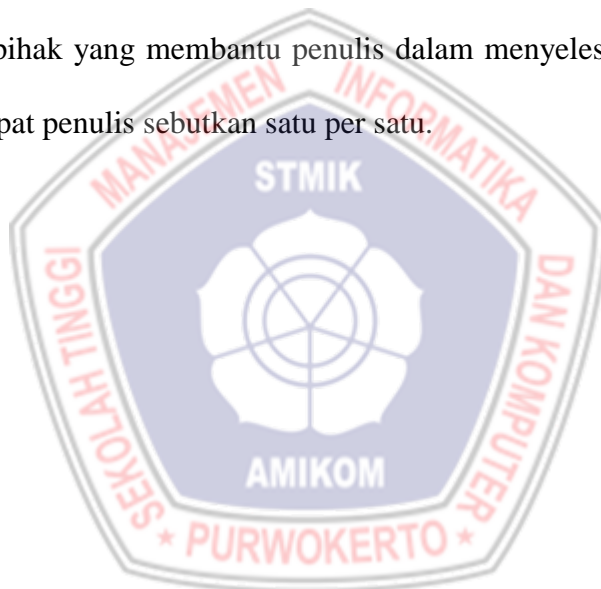 pihak yang membantu penulis dalam menyeles
pat penulis sebutkan satu per satu.
SEKOLAH TINGGI MANAJEMEN INFORMATIKA DAN KOMPUTER
STMIK
AMIKOM
* PURWOKERTO *